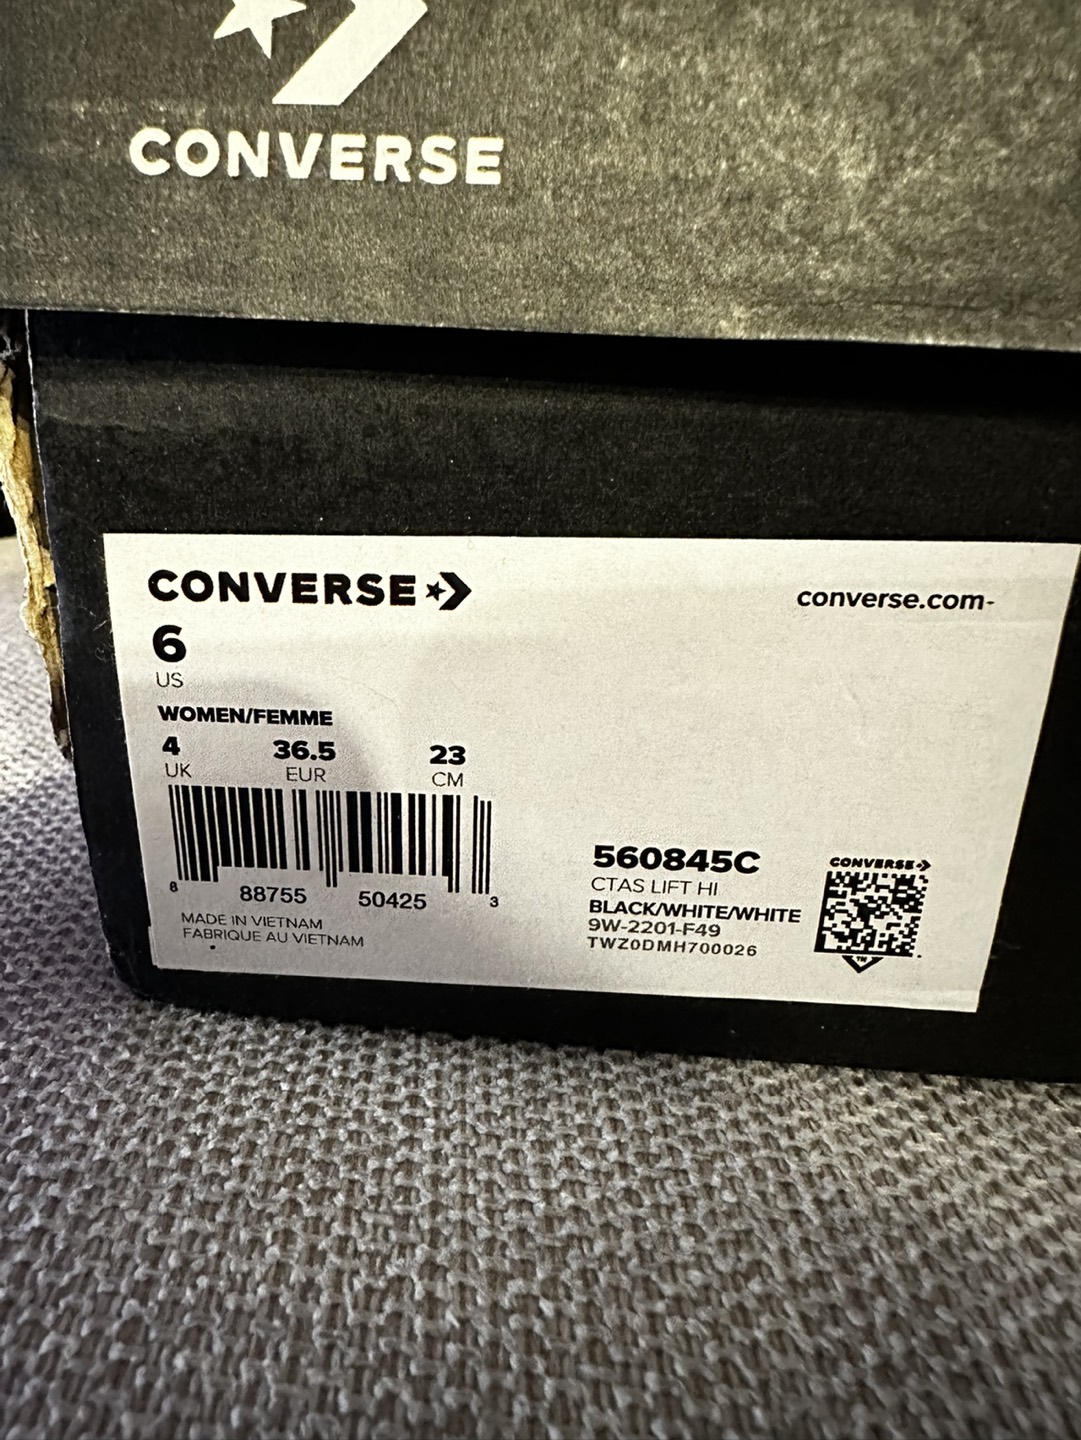 CONVERSE
CONVERSE
converse.com-
6
US
WOMEN/FEMME
4 36.5 23
UK EUR CM
8 88755 50425 3
MADE IN VIETNAM
FABRIQUE AU VIETNAM
560845C
CTAS LIFT HI
BLACK/WHITE/WHITE
9W-2201-F49
TWZ0DMH700026
CONVERSE
TM